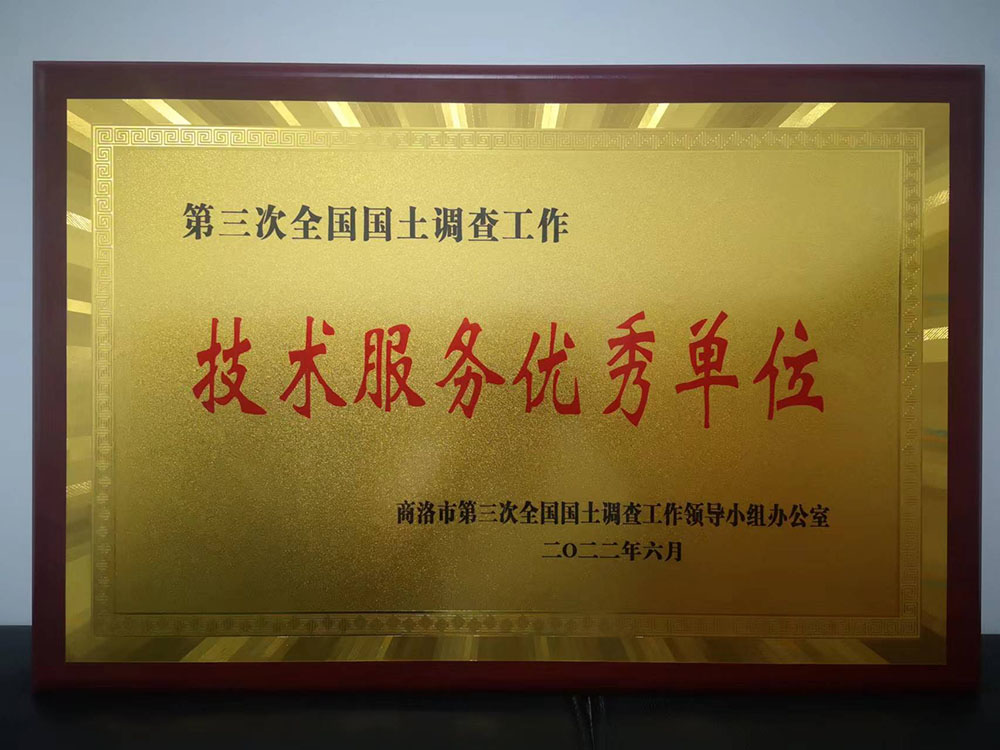 第三次全国国土调查工作
技术服务优秀单位
商洛市第三次全国国土调查工作领导小组办公室
二〇二二年六月